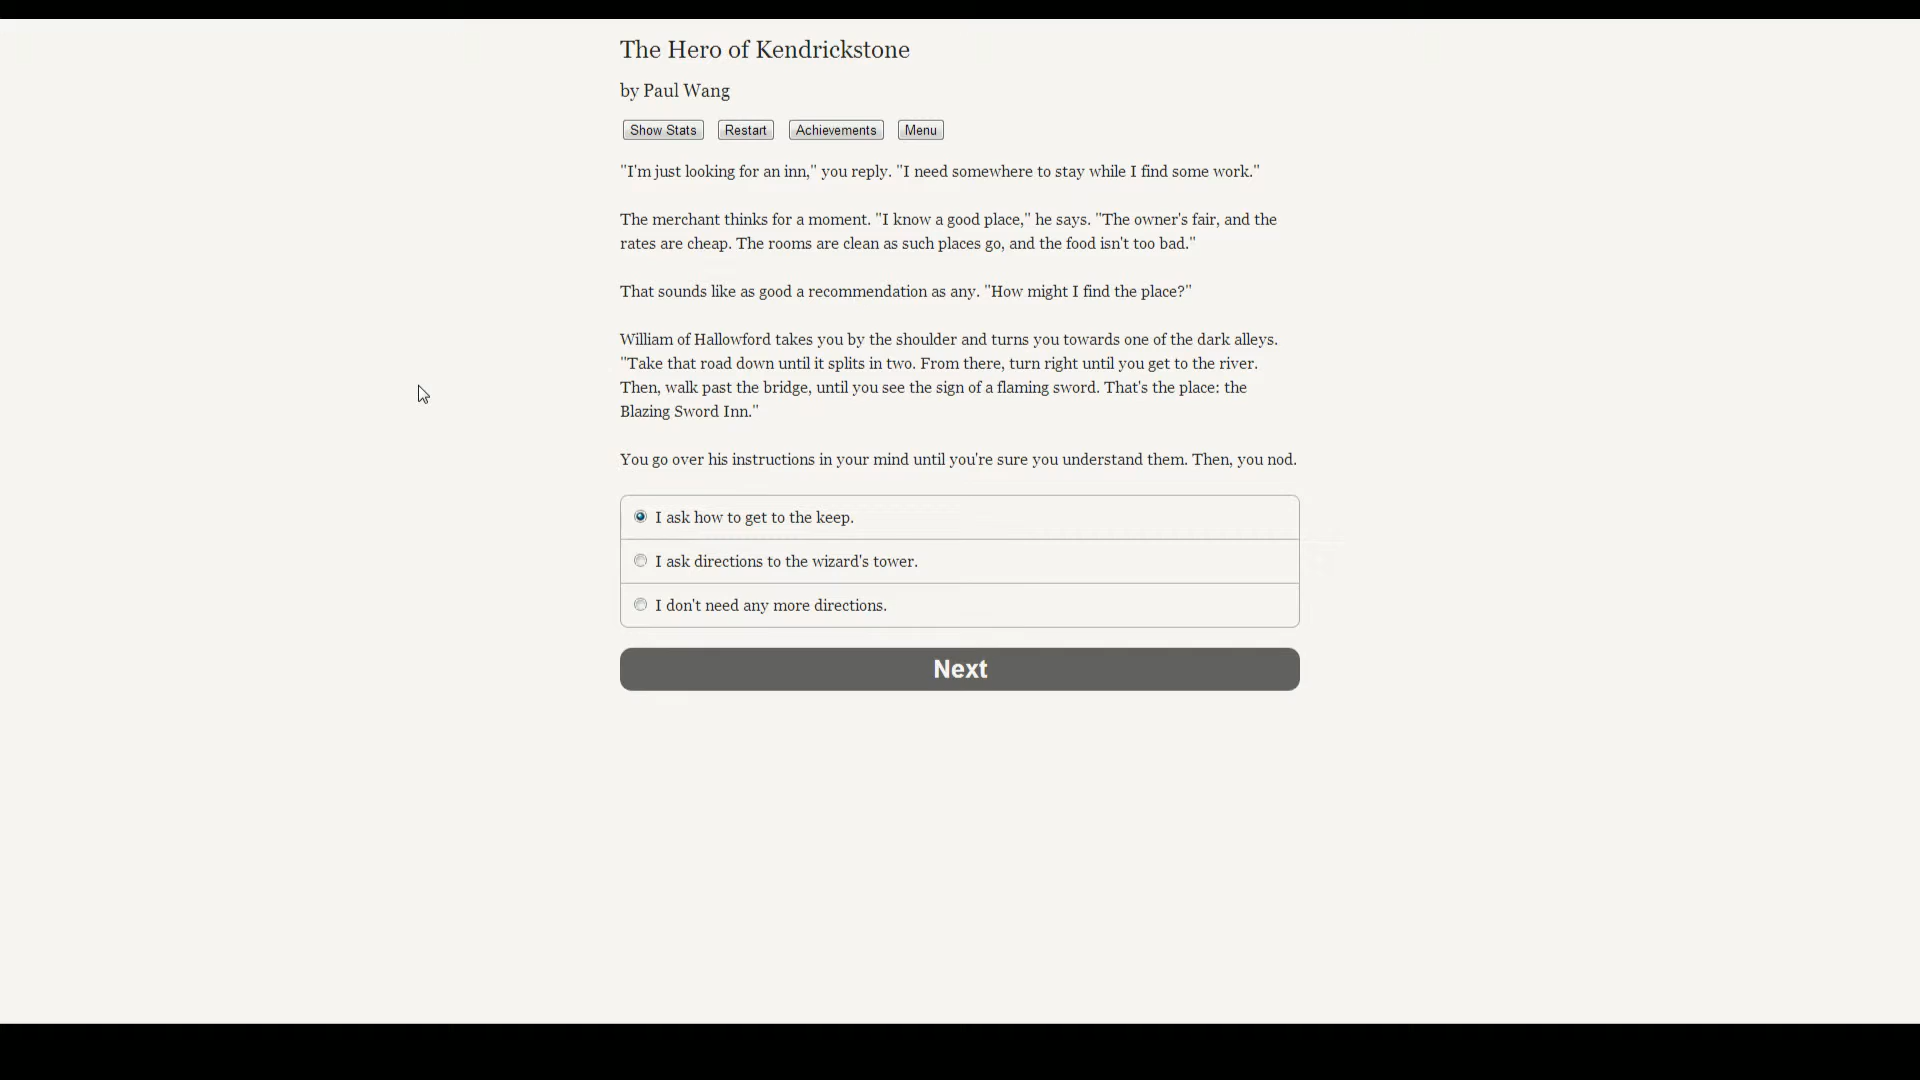 The Hero of Kendrickstone
by Paul Wang
Show Stats Restart Achievements Menu
"I'm just looking for an inn," you reply. "I need somewhere to stay while I find some work."
The merchant thinks for a moment. "I know a good place," he says. "The owner's fair, and the
rates are cheap. The rooms are clean as such places go, and the food isn't too bad."
That sounds like as good a recommendation as any. "How might I find the place?"
William of Hallowford takes you by the shoulder and turns you towards one of the dark alleys.
"Take that road down until it splits in two. From there, turn right until you get to the river.
Then, walk past the bridge, until you see the sign of a flaming sword. That's the place: the
Blazing Sword Inn."
You go over his instructions in your mind until you're sure you understand them. Then, you nod.
I ask how to get to the keep.
I ask directions to the wizard's tower.
I don't need any more directions.
Next